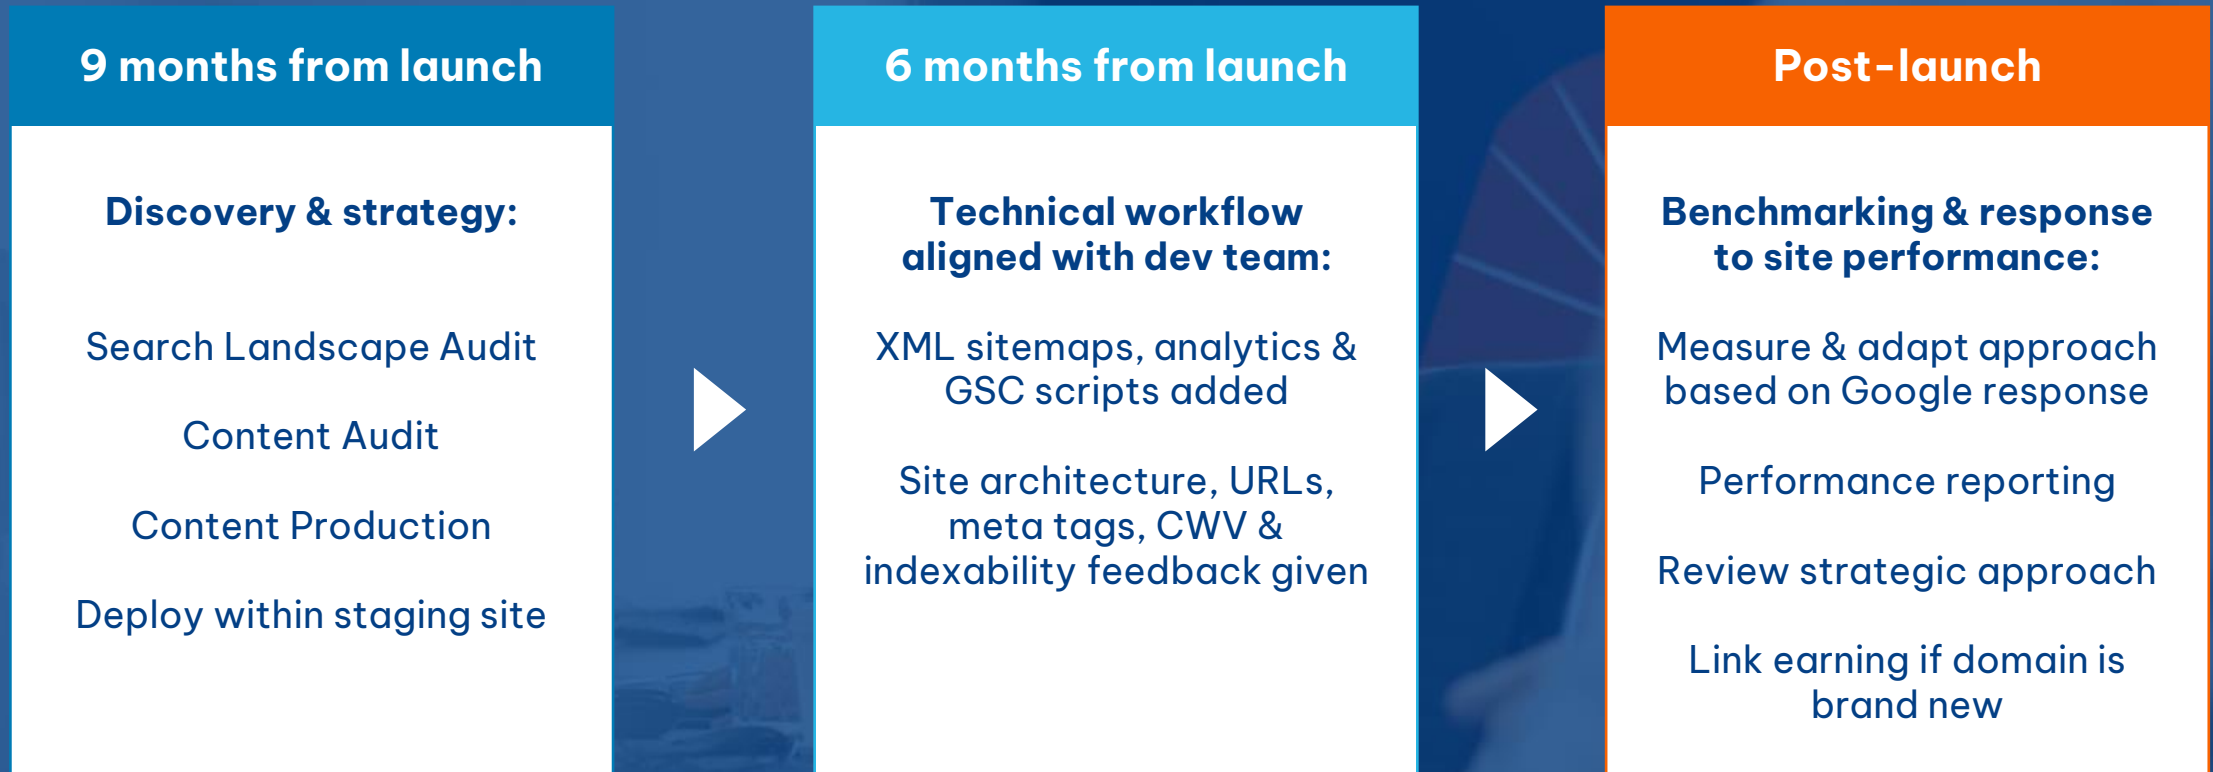 9 months from launch
Discovery & strategy:
Search Landscape Audit
Content Audit
Content Production
Deploy within staging site
6 months from launch
Technical workflow
aligned with dev team:
XML sitemaps, analytics &
GSC scripts added
Site architecture, URLs,
meta tags, CWV &
indexability feedback given
Post-launch
Benchmarking & response
to site performance:
Measure & adapt approach
based on Google response
Performance reporting
Review strategic approach
Link earning if domain is
brand new